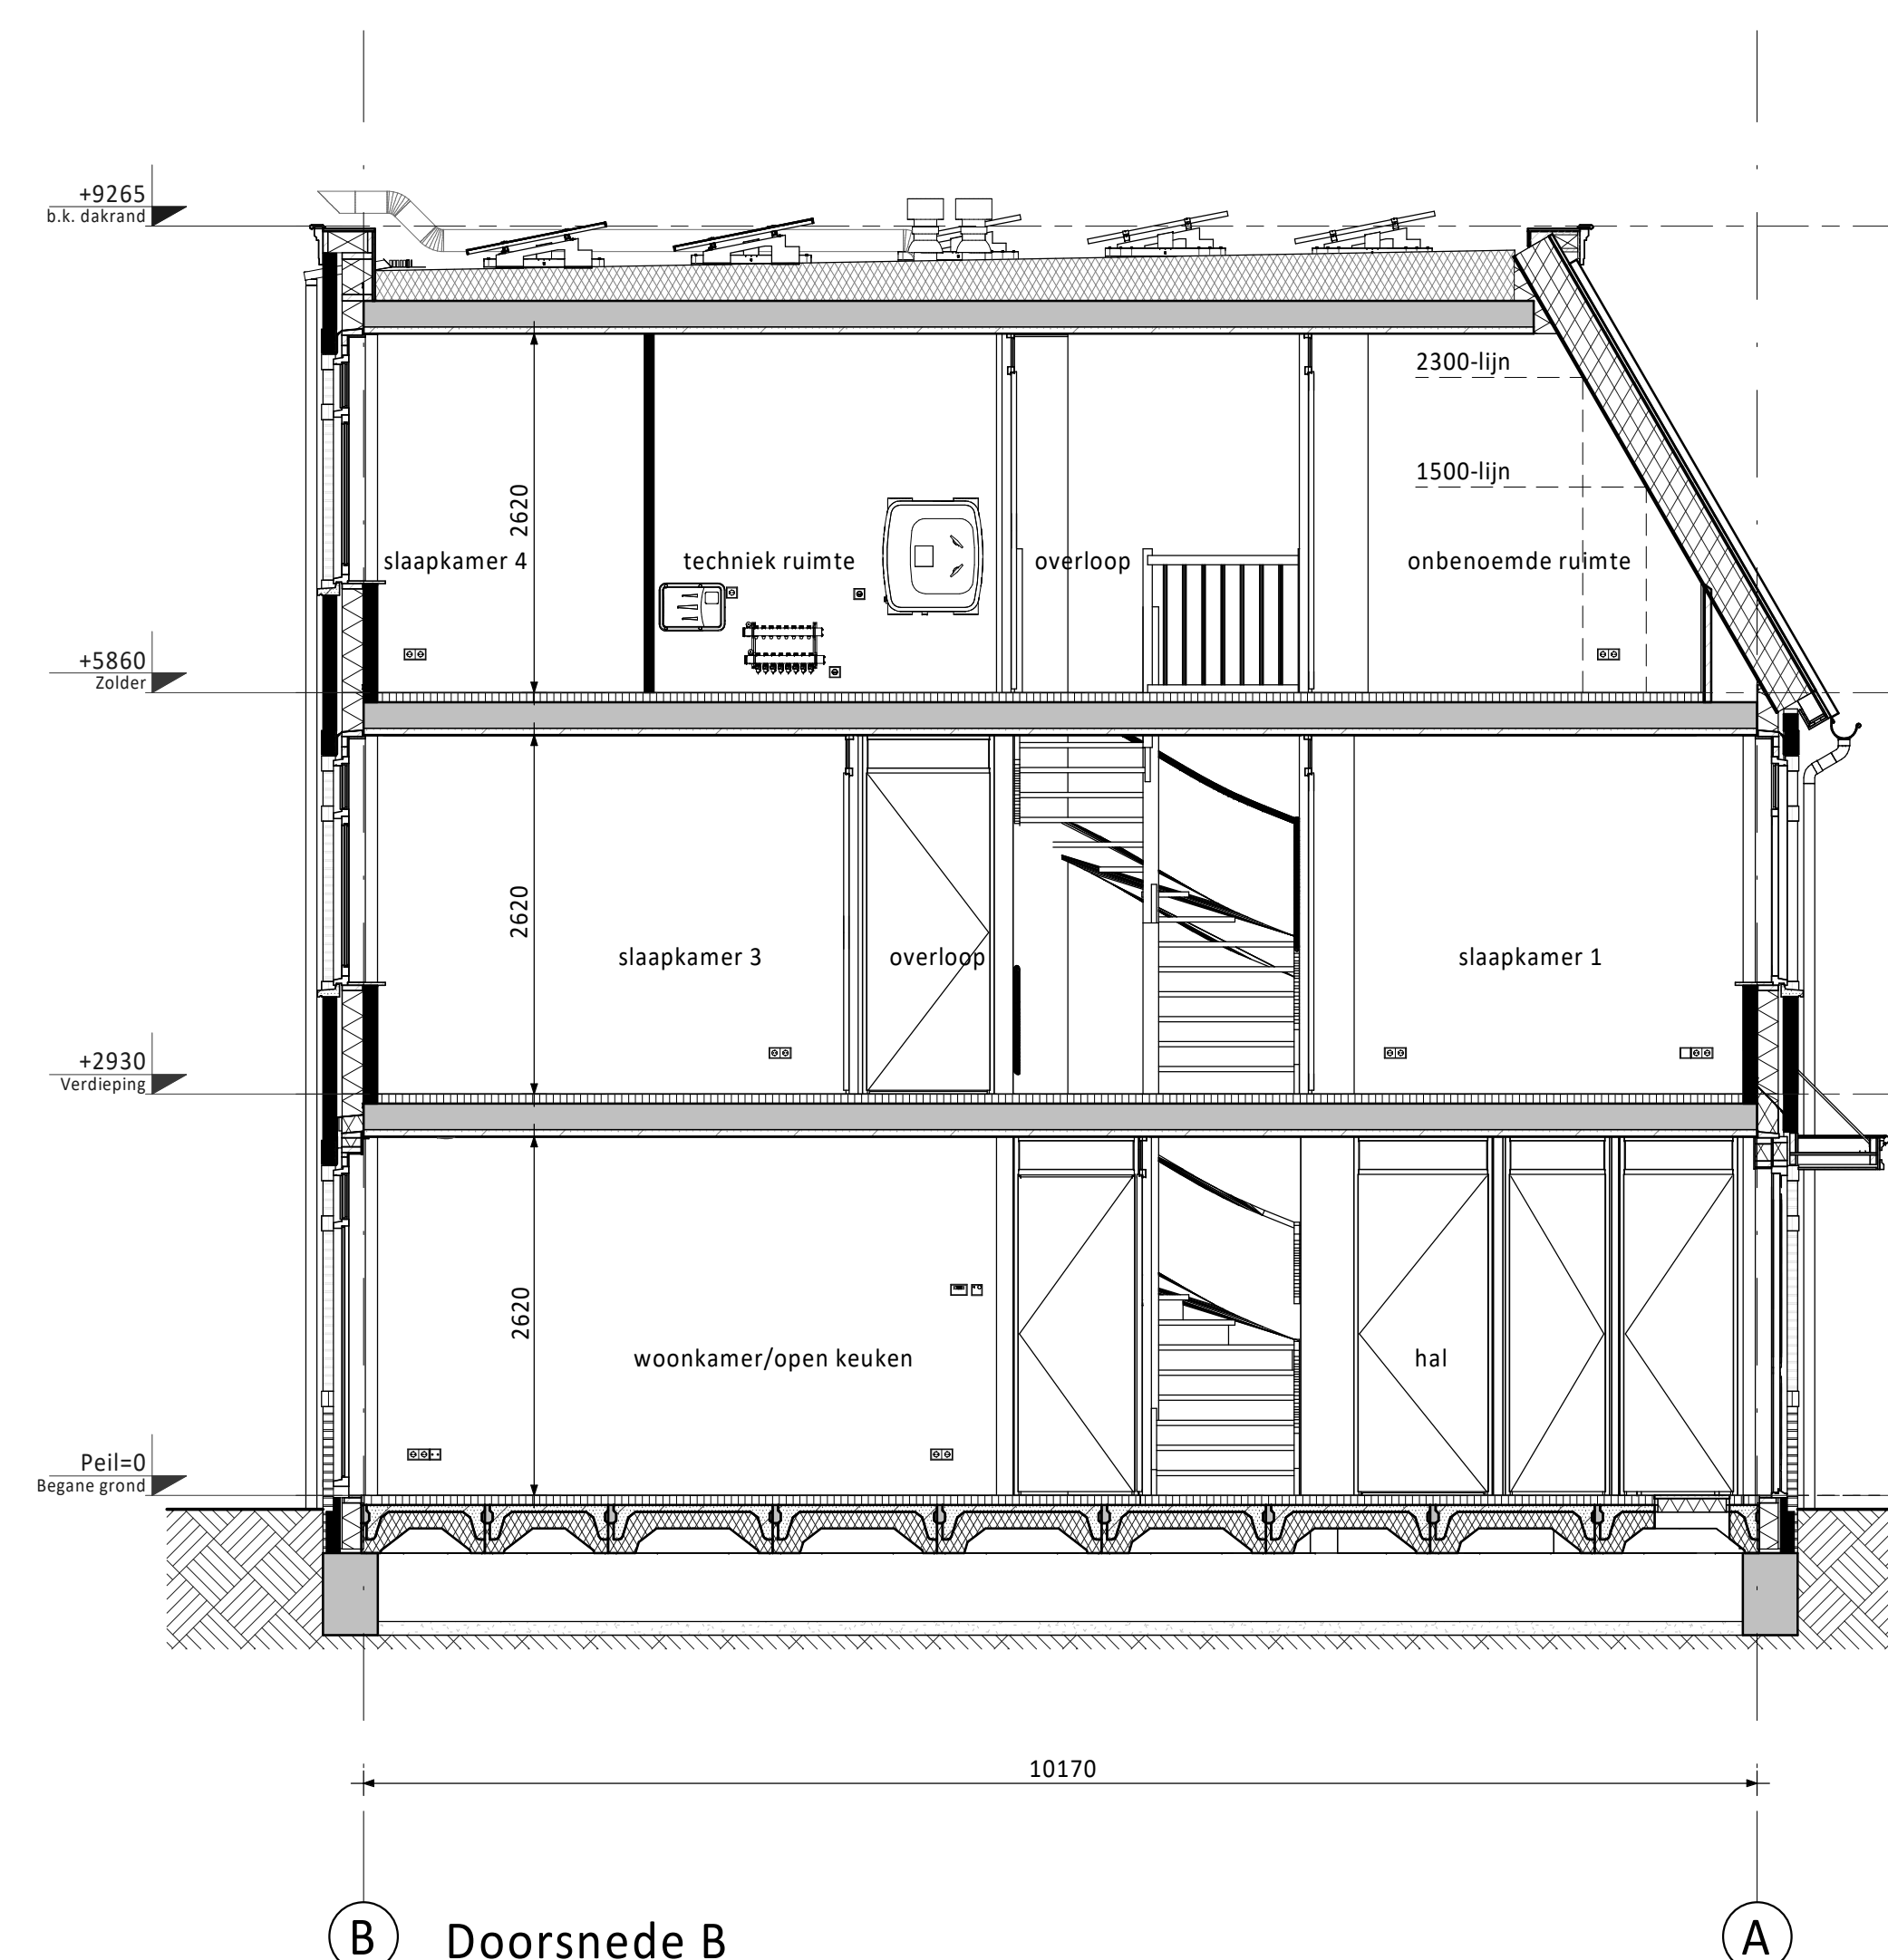 +9265
b.k. dakrand
2300-lijn
1500-lijn
2620
slaapkamer 4
techniek ruimte
overloop
onbenoemde ruimte
+5860
Zolder
2620
slaapkamer 3
overloop
slaapkamer 1
+2930
Verdieping
2620
woonkamer/open keuken
hal
Peil=0
Begane grond
10170
B
Doorsnede B
A